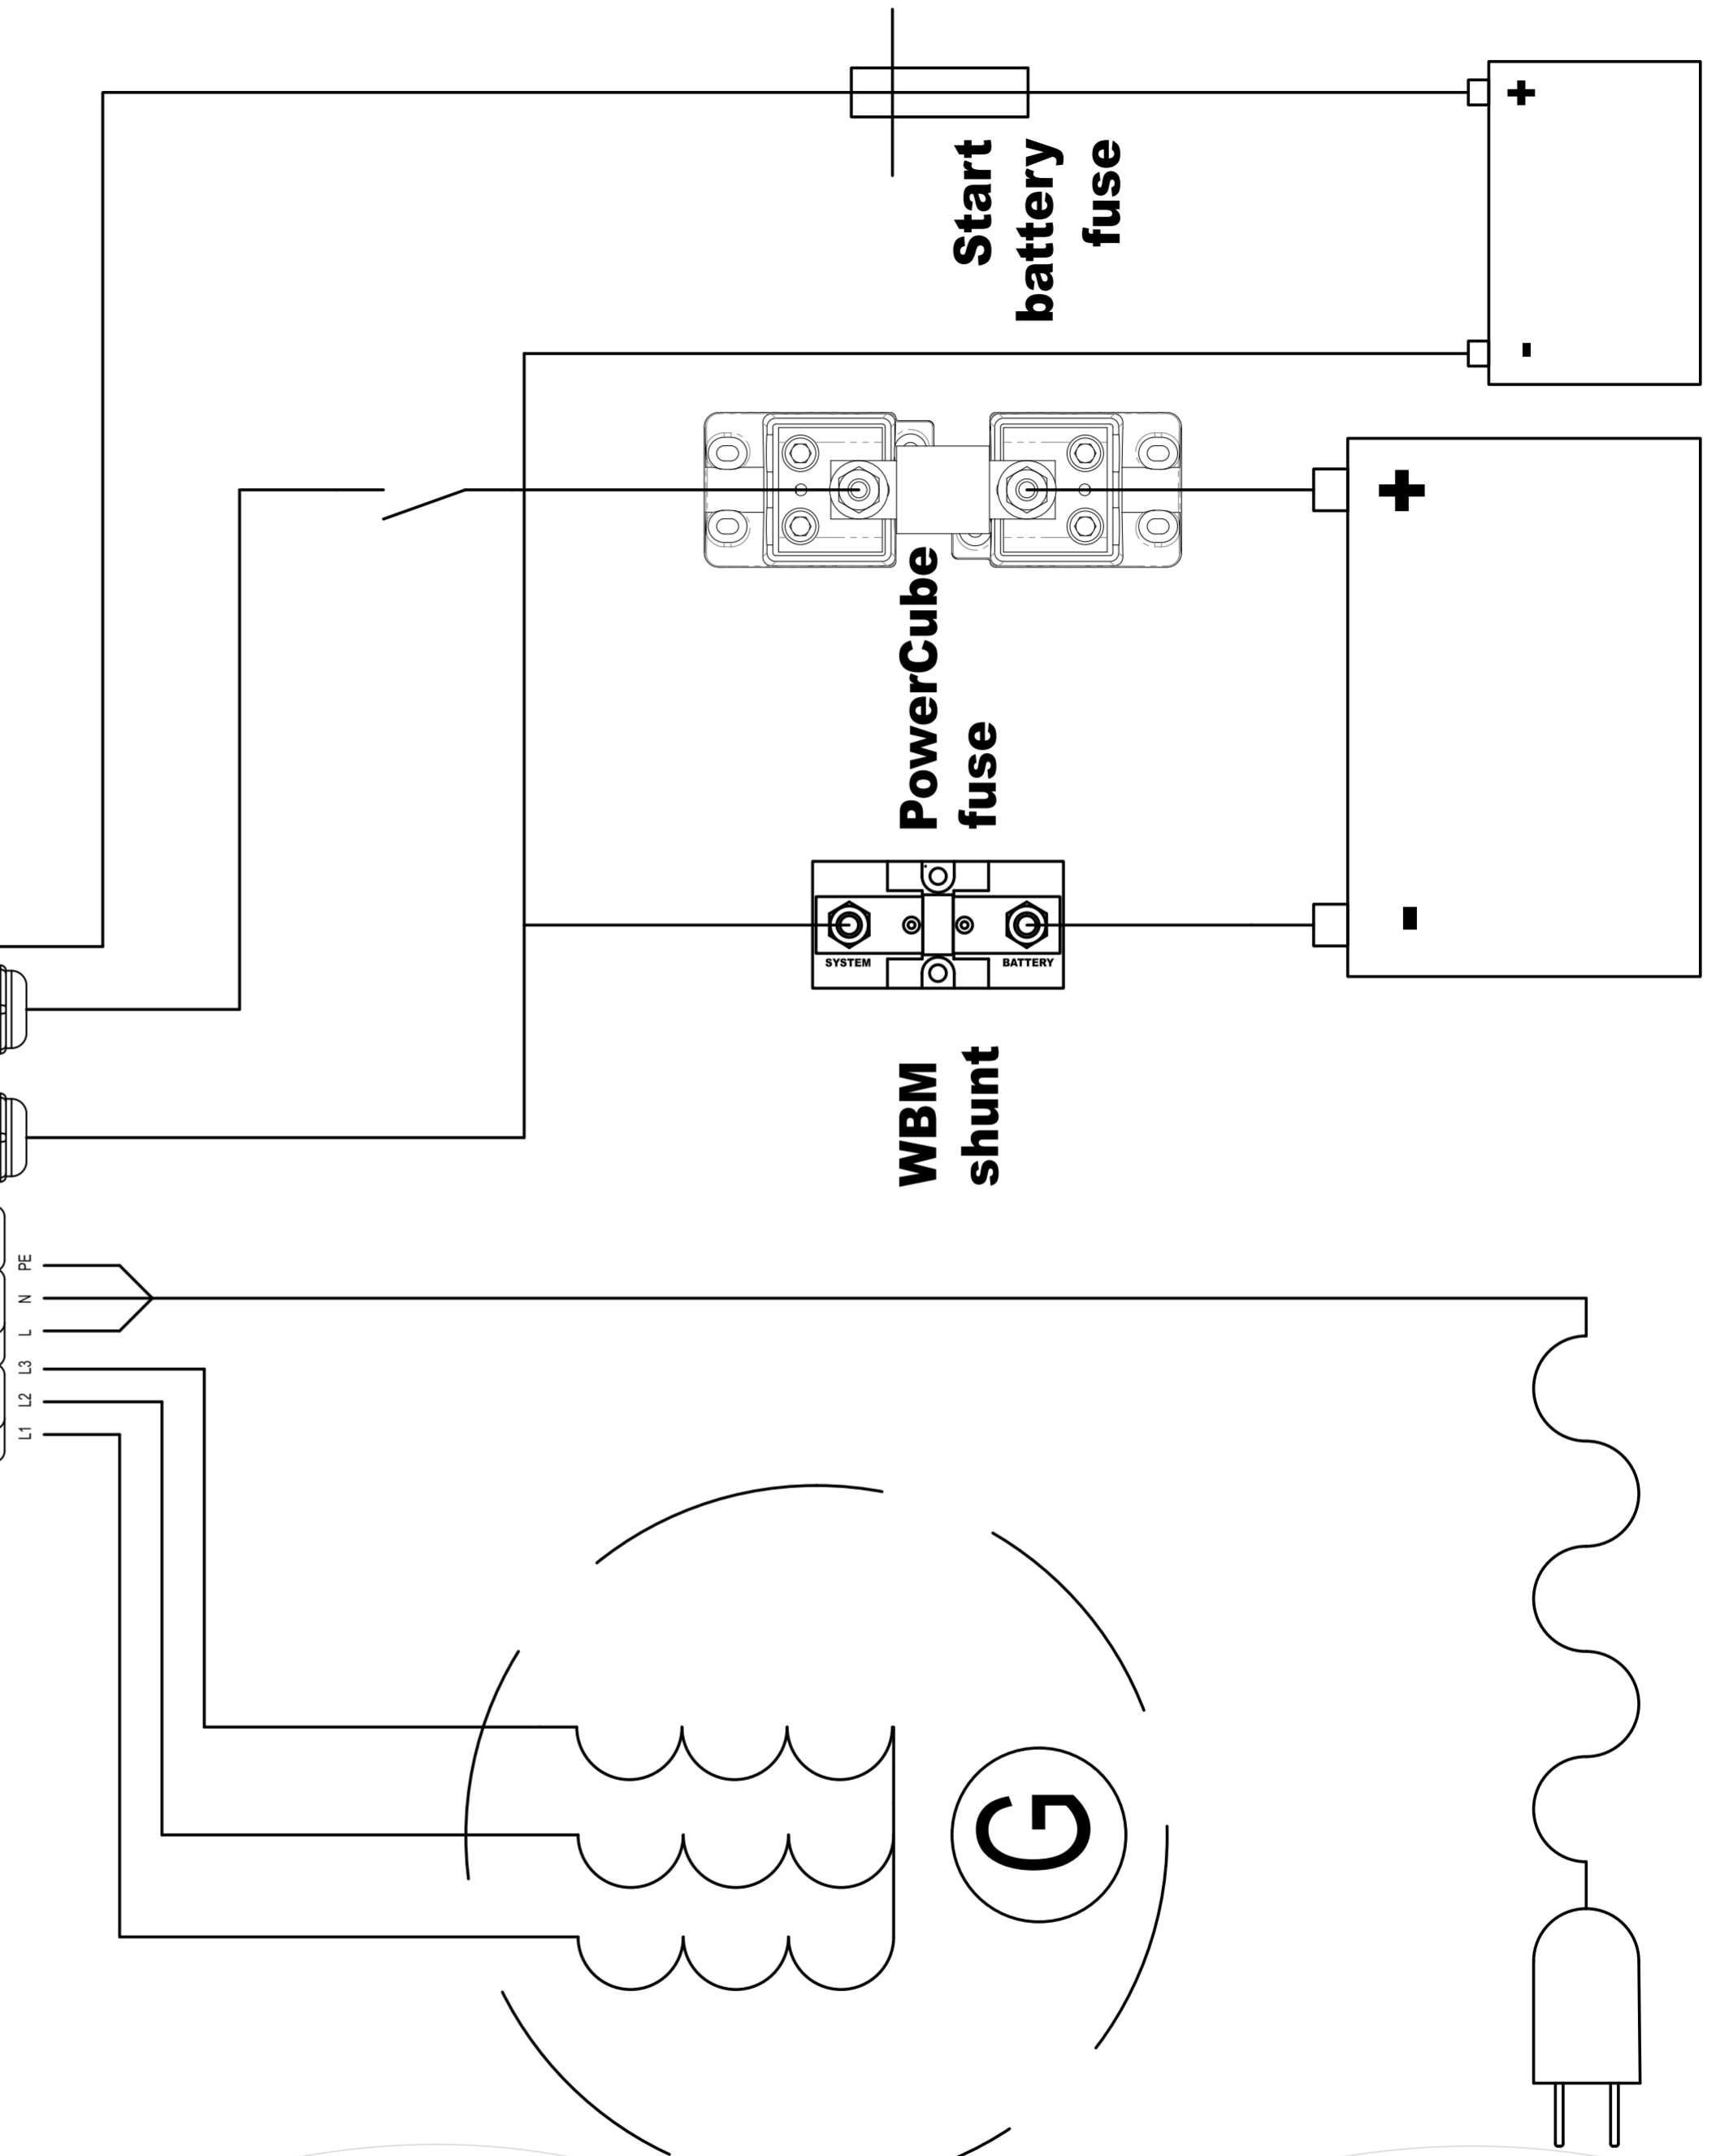 +
Start
battery
fuse
-
+
PowerCube
fuse
SYSTEM
BATTERY
-
WBM
shunt
PE
N
L
L3
L2
L1
G